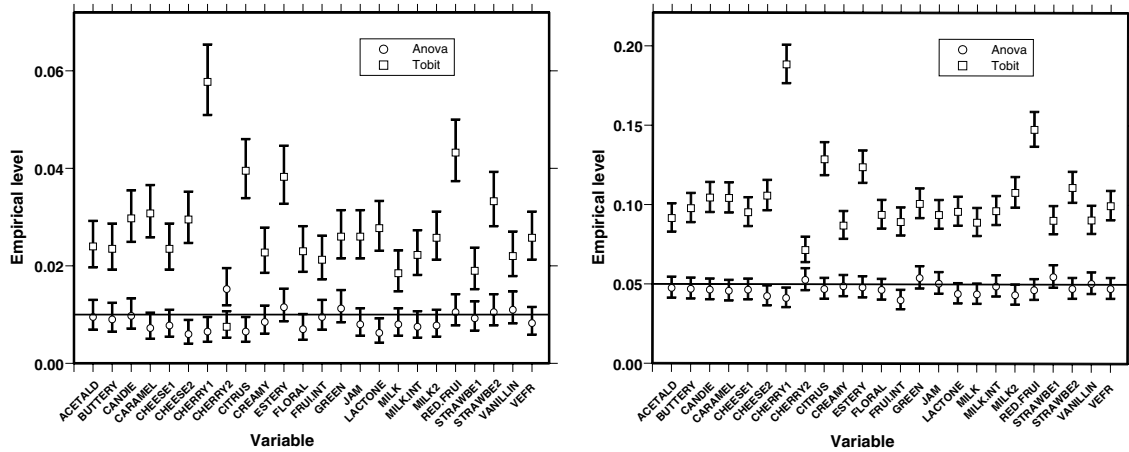 Anova
Tobit
Empirical level
0.06
0.04
0.02
0.00
ACETALD
BUTTERY
CANDIE
CARAMEL
CHEESE1
CHEESE2
CHERRY1
CHERRY2
CITRUS
CREAMY
ESTERY
FLORAL
FRUI.INT
GREEN
JAM
LACTONE
MILK
MILK.INT
MILK2
RED.FRUI
STRAWBE1
STRAWBE2
VANILLIN
VEFR
Variable
Anova
Tobit
Empirical level
0.20
0.15
0.10
0.05
0.00
ACETALD
BUTTERY
CANDIE
CARAMEL
CHEESE1
CHEESE2
CHERRY1
CHERRY2
CITRUS
CREAMY
ESTERY
FLORAL
FRUI.INT
GREEN
JAM
LACTONE
MILK
MILK.INT
MILK2
RED.FRUI
STRAWBE1
STRAWBE2
VANILLIN
VEFR
Variable